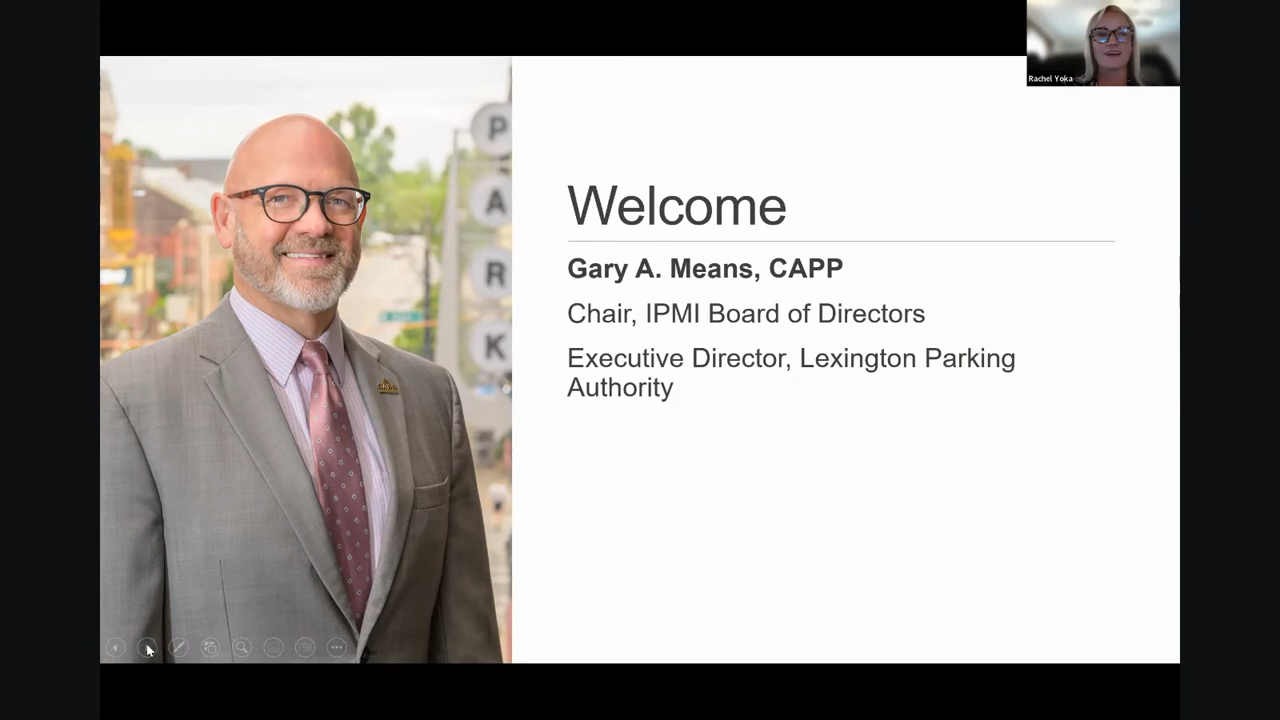 Rachel Yoka
P
A
R
K
Welcome
Gary A. Means, CAPP
Chair, IPMI Board of Directors
Executive Director, Lexington Parking
Authority